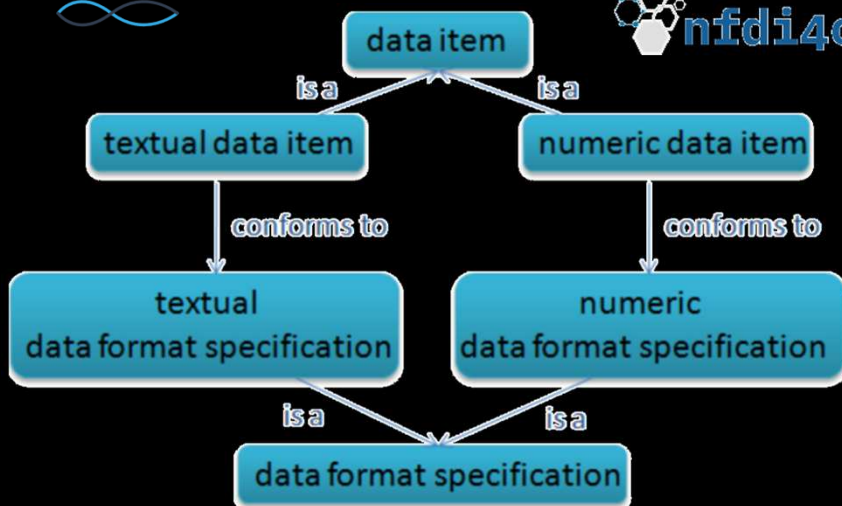 data item
nfdi4c
is a
is a
textual data item
numeric data item
conforms to
conforms to
textual
data format specification
numeric
data format specification
is a
is a
data format specification